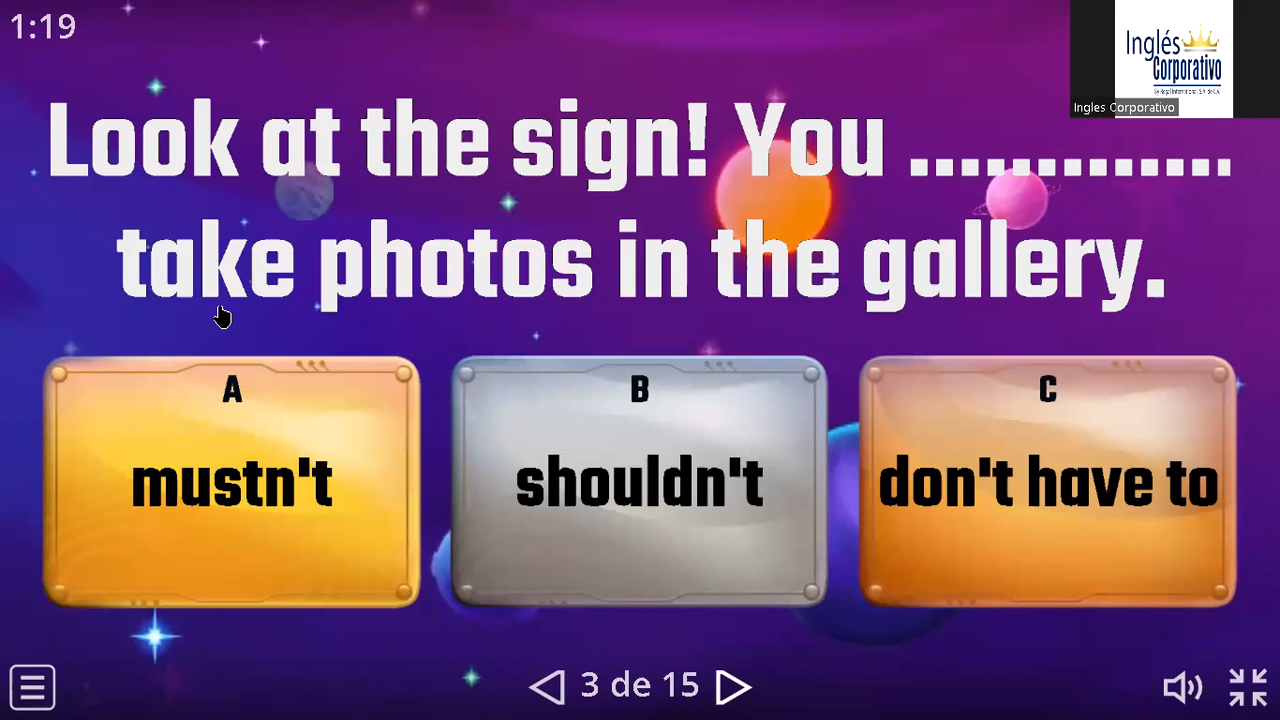 1:19
Inglés
Corporativo
Ingles Corporativo
Look at the sign! You .............
take photos in the gallery.
A
mustn't
B
shouldn't
C
don't have to
3 de 15